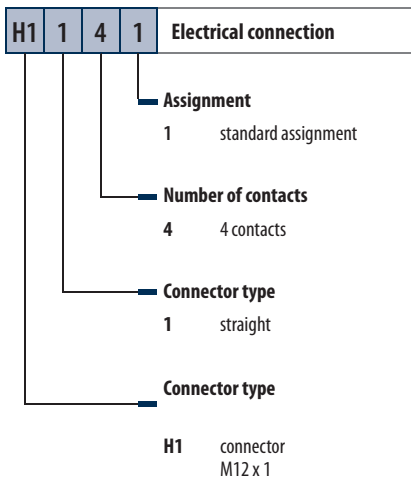 H1 1 4 1 Electrical connection
Assignment
1 standard assignment
Number of contacts
4 4 contacts
Connector type
1 straight
Connector type
H1 connector
M12 x 1